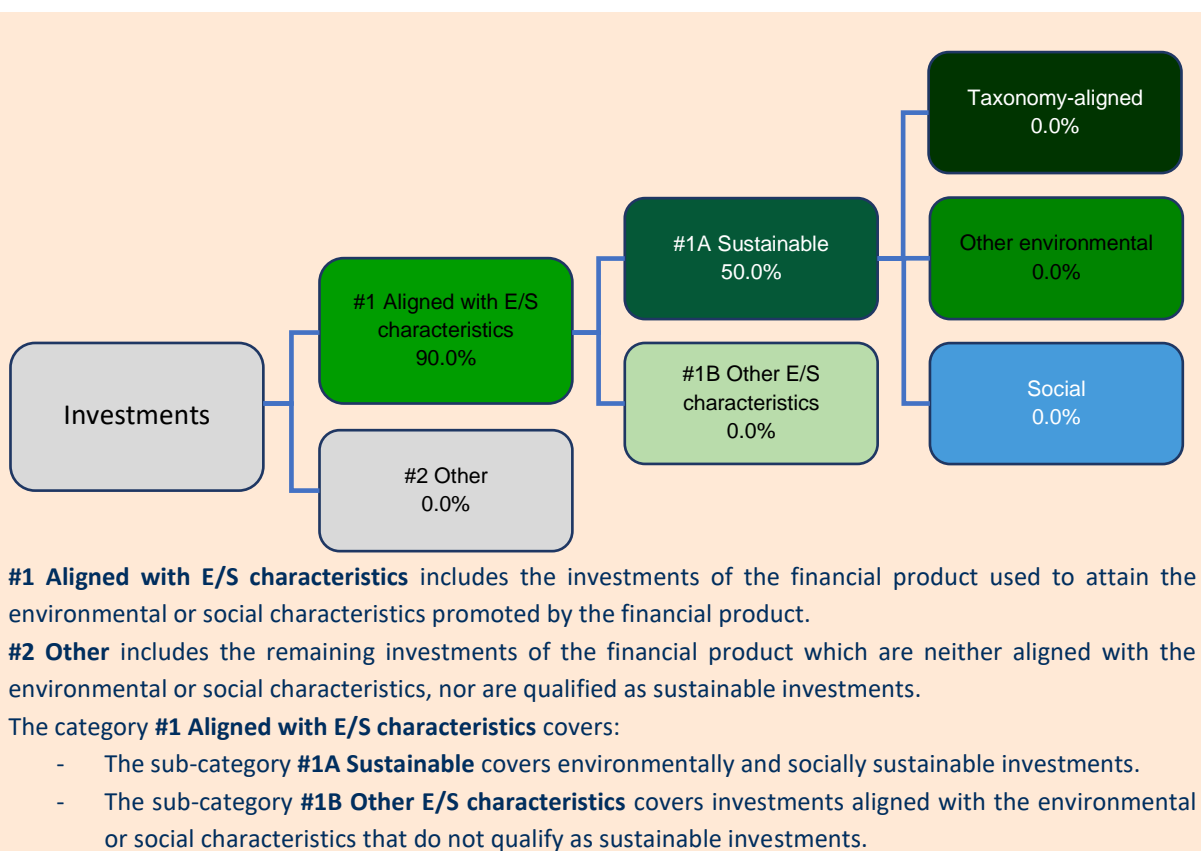 Investments
#1 Aligned with E/S
characteristics
90.0%
#2 Other
0.0%
#1A Sustainable
50.0%
#1B Other E/S
characteristics
0.0%
Taxonomy-aligned
0.0%
Other environmental
0.0%
Social
0.0%
#1 Aligned with E/S characteristics includes the investments of the financial product used to attain the
environmental or social characteristics promoted by the financial product.
#2 Other includes the remaining investments of the financial product which are neither aligned with the
environmental or social characteristics, nor are qualified as sustainable investments.
The category #1 Aligned with E/S characteristics covers:
- The sub-category #1A Sustainable covers environmentally and socially sustainable investments.
- The sub-category #1B Other E/S characteristics covers investments aligned with the environmental
or social characteristics that do not qualify as sustainable investments.